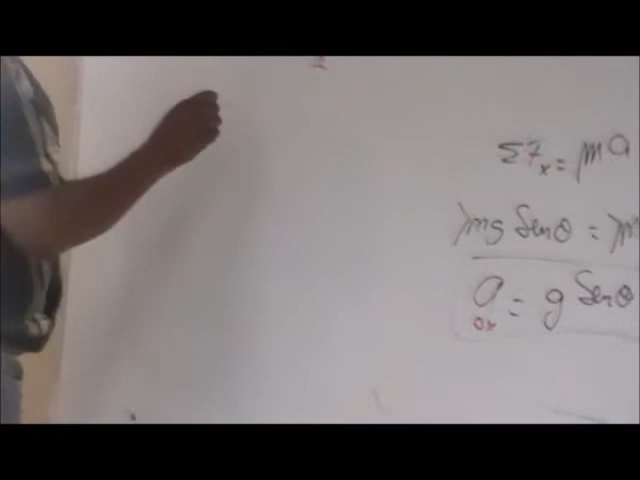 ΣFx = ma
mg Senθ = m
a = g Senθ
ox